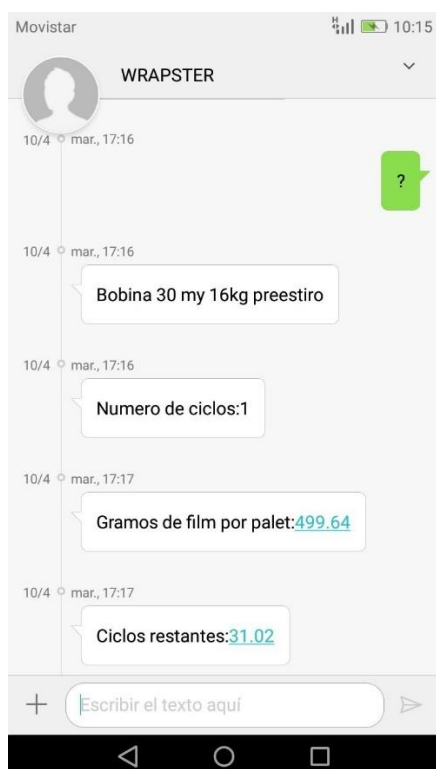 Movistar
H
10:15
WRAPSTER
10/4 mar., 17:16
?
10/4 mar., 17:16
Bobina 30 my 16kg preestiro
10/4 mar., 17:16
Numero de ciclos:1
10/4 mar., 17:17
Gramos de film por palet:499.64
10/4 mar., 17:17
Ciclos restantes:31.02
Escribir el texto aquí